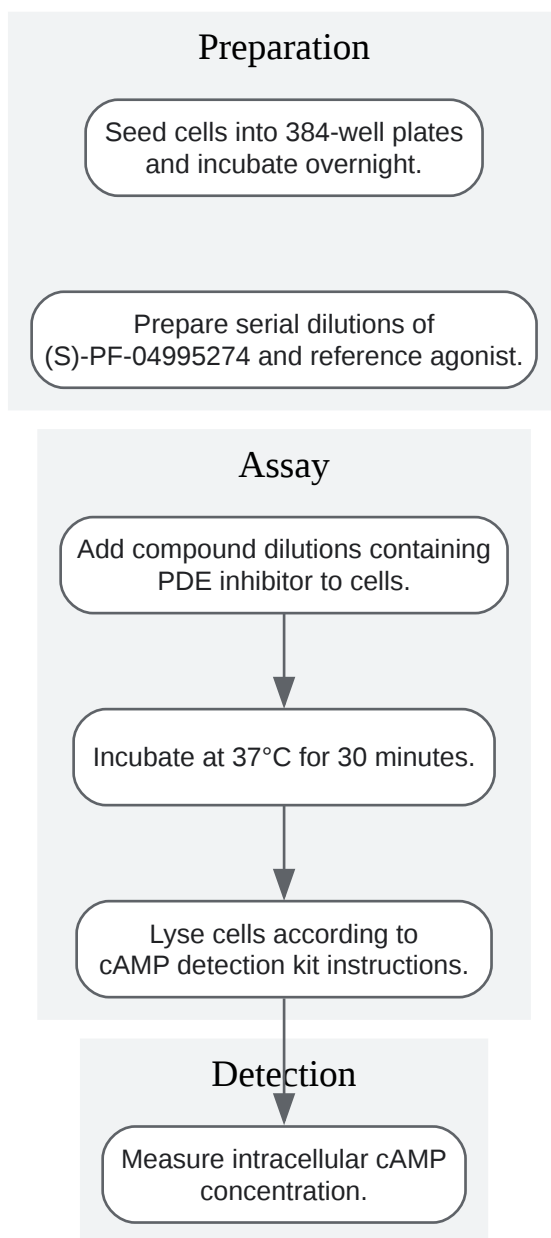 Preparation
Seed cells into 384-well plates
and incubate overnight.
Prepare serial dilutions of
(S)-PF-04995274 and reference agonist.
Assay
Add compound dilutions containing
PDE inhibitor to cells.
Incubate at 37°C for 30 minutes.
Lyse cells according to
cAMP detection kit instructions.
Detection
Measure intracellular cAMP
concentration.